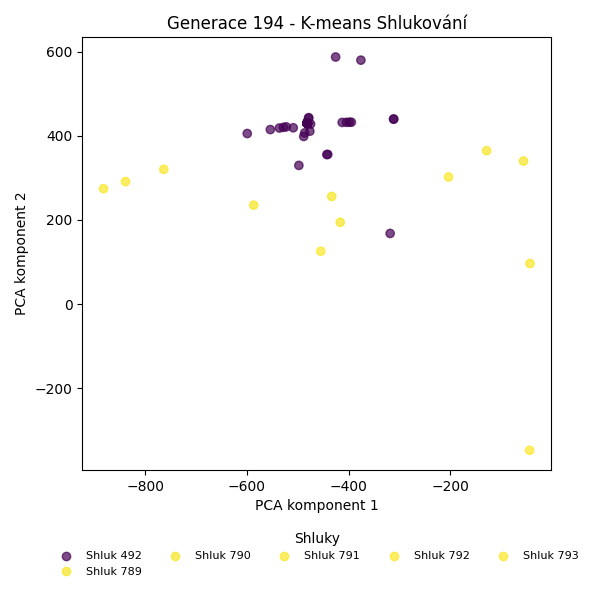 Generace 194 - K-means Shlukování
600
400
200
0
−200
PCA komponent 2
−800
−600
−400
−200
PCA komponent 1
Shluky
Shluk 492
Shluk 790
Shluk 791
Shluk 792
Shluk 793
Shluk 789